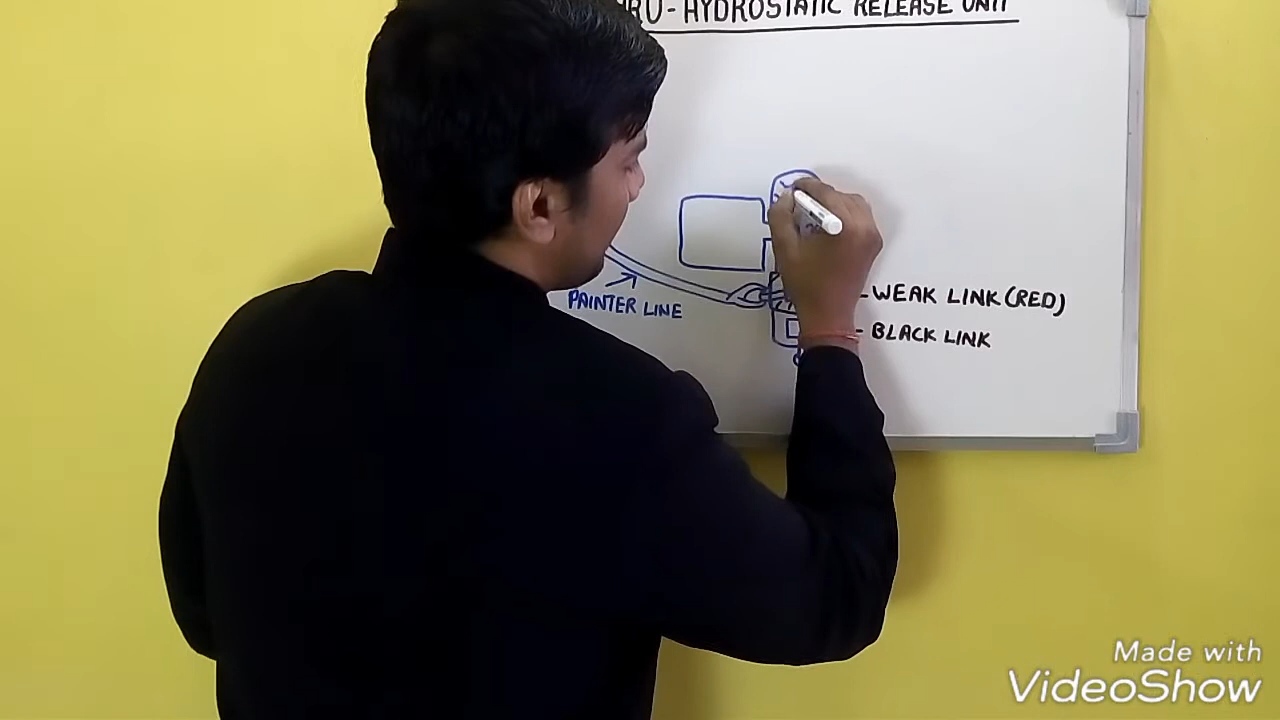 HRU - HYDROSTATIC RELEASE UNIT
PAINTER LINE
WEAK LINK (RED)
BLACK LINK
Made with
VideoShow